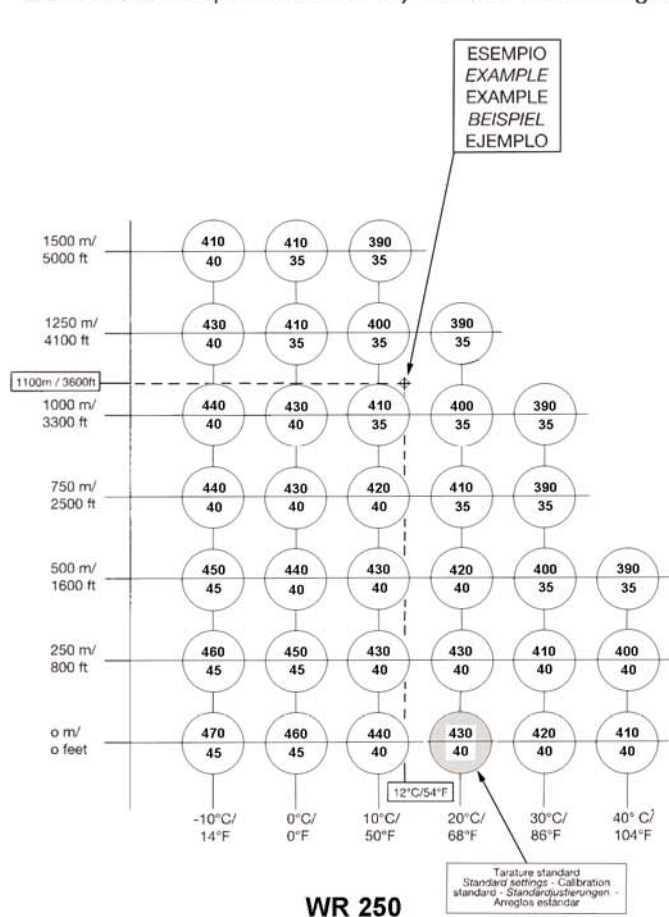 ESEMPIO
EXAMPLE
EXAMPLE
BEISPIEL
EJEMPLO
1500 m/
5000 ft
410 410 390
40 35 35
1250 m/
4100 ft
430 410 400 390
40 35 35 35
1100m / 3600ft
1000 m/
3300 ft
440 430 410 400 390
40 40 35 35 35
750 m/
2500 ft
440 430 420 410 390
40 40 40 35 35
500 m/
1600 ft
450 440 430 420 400 390
45 40 40 40 35 35
250 m/
800 ft
460 450 430 430 410 400
45 45 40 40 40 40
o m/
o feet
470 460 440 430 420 410
45 45 40 40 40 40
12°C/54°F
-10°C/ 0°C/ 10°C/ 20°C/ 30°C/ 40° C/
14°F 0°F 50°F 68°F 86°F 104°F
Tarature standard
Standard settings - Calibration
standard - Standardjustierungen. -
Arreglos estándar
WR 250